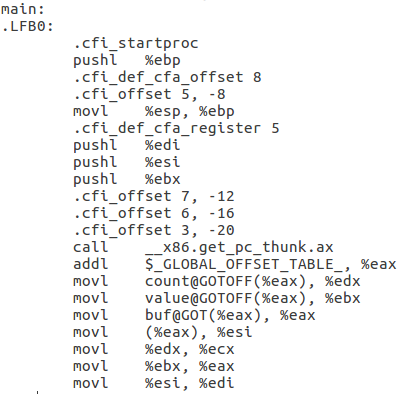 main:
.LFB0:
.cfi_startproc
pushl %ebp
.cfi_def_cfa_offset 8
.cfi_offset 5, -8
movl %esp, %ebp
.cfi_def_cfa_register 5
pushl %edi
pushl %esi
pushl %ebx
.cfi_offset 7, -12
.cfi_offset 6, -16
.cfi_offset 3, -20
call __x86.get_pc_thunk.ax
addl $_GLOBAL_OFFSET_TABLE_, %eax
movl count@GOTOFF(%eax), %edx
movl value@GOTOFF(%eax), %ebx
movl buf@GOT(%eax), %eax
movl (%eax), %esi
movl %edx, %ecx
movl %ebx, %eax
movl %esi, %edi